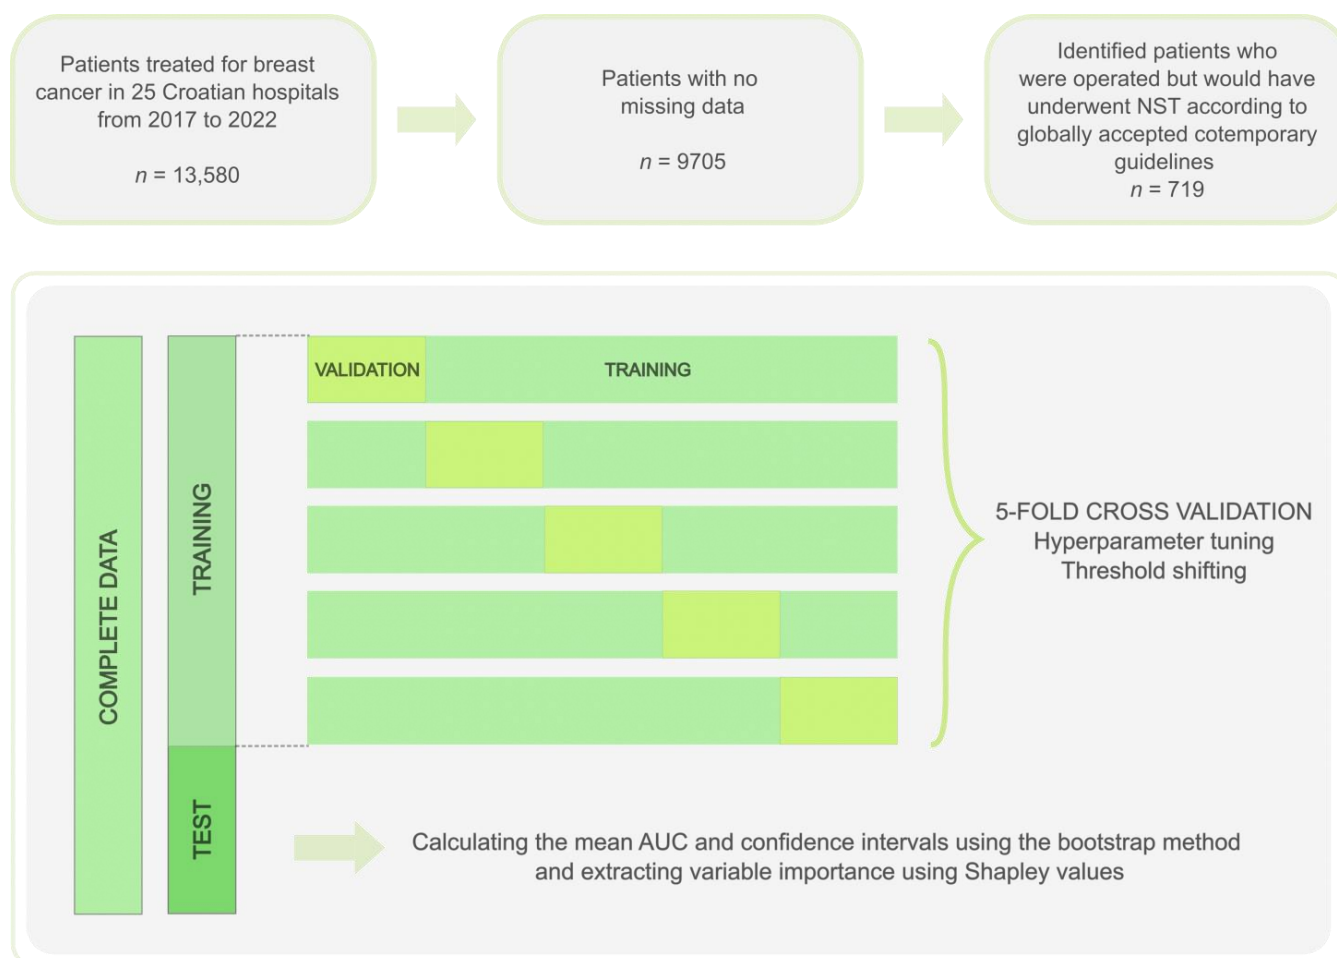 Patients treated for breast
cancer in 25 Croatian hospitals
from 2017 to 2022
n = 13,580
Patients with no
missing data
n = 9705
Identified patients who
were operated but would have
underwent NST according to
globally accepted cotemporary
guidelines
n = 719
COMPLETE DATA
TRAINING
TEST
VALIDATION
TRAINING
5-FOLD CROSS VALIDATION
Hyperparameter tuning
Threshold shifting
Calculating the mean AUC and confidence intervals using the bootstrap method
and extracting variable importance using Shapley values